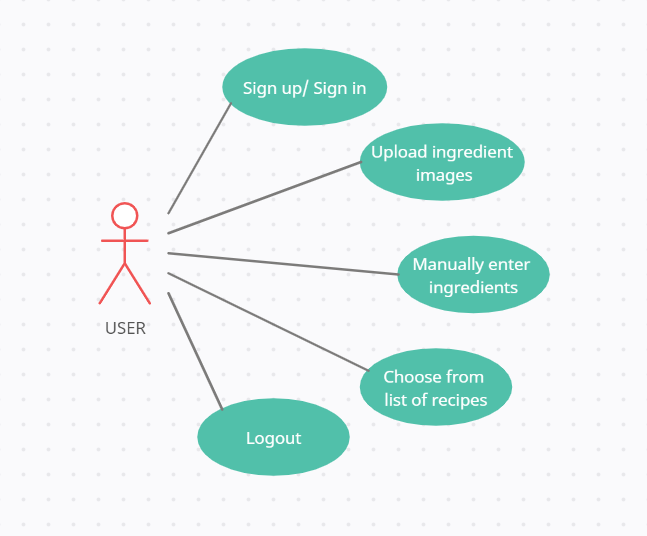 Sign up/ Sign in
Upload ingredient
images
Manually enter
ingredients
USER
Choose from
list of recipes
Logout